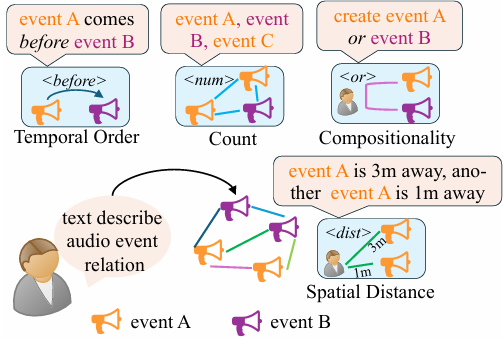 event A comes
before event B
<before>
Temporal Order
event A, event
B, event C
<num>
Count
create event A
or event B
<or>
Compositionality
event A is 3m away, ano-
ther event A is 1m away
<dist>
3m
1m
Spatial Distance
text describe
audio event
relation
event A
event B